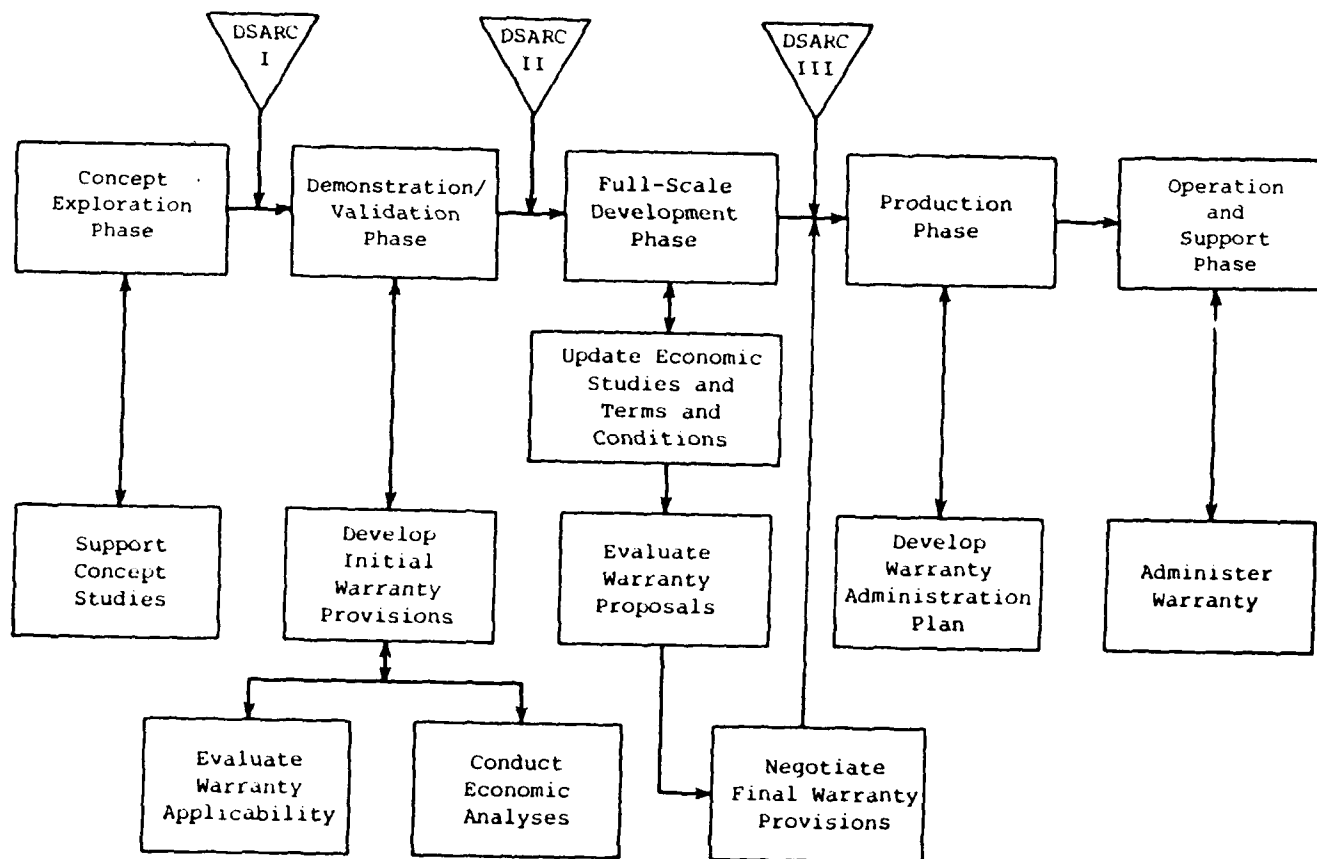 DSARC
I
DSARC
II
DSARC
III
Concept
Exploration
Phase
Demonstration/
Validation
Phase
Full-Scale
Development
Phase
Production
Phase
Operation
and
Support
Phase
Update Economic
Studies and
Terms and
Conditions
Support
Concept
Studies
Develop
Initial
Warranty
Provisions
Evaluate
Warranty
Proposals
Develop
Warranty
Administration
Plan
Administer
Warranty
Evaluate
Warranty
Applicability
Conduct
Economic
Analyses
Negotiate
Final Warranty
Provisions